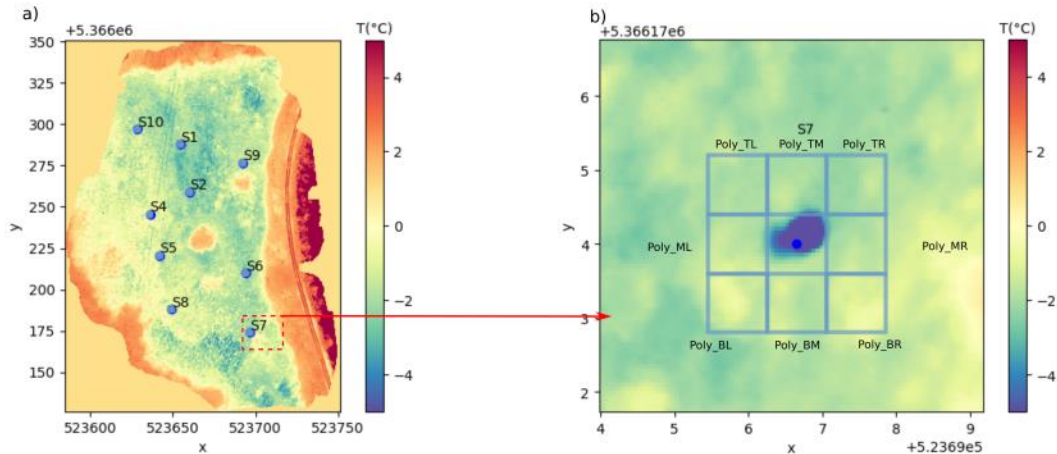 a)
+5.366e6
T(°C)
350
325
300
275
250
225
200
175
150
y
S10
S1
S9
S2
S4
S5
S6
S8
S7
523600
523650
523700
523750
x
4
2
0
−2
−4
b)
+5.36617e6
T(°C)
6
5
4
3
2
y
S7
Poly_TL
Poly_TM
Poly_TR
Poly_ML
Poly_MR
Poly_BL
Poly_BM
Poly_BR
4
5
6
7
8
9
x
+5.2369e5
4
2
0
−2
−4